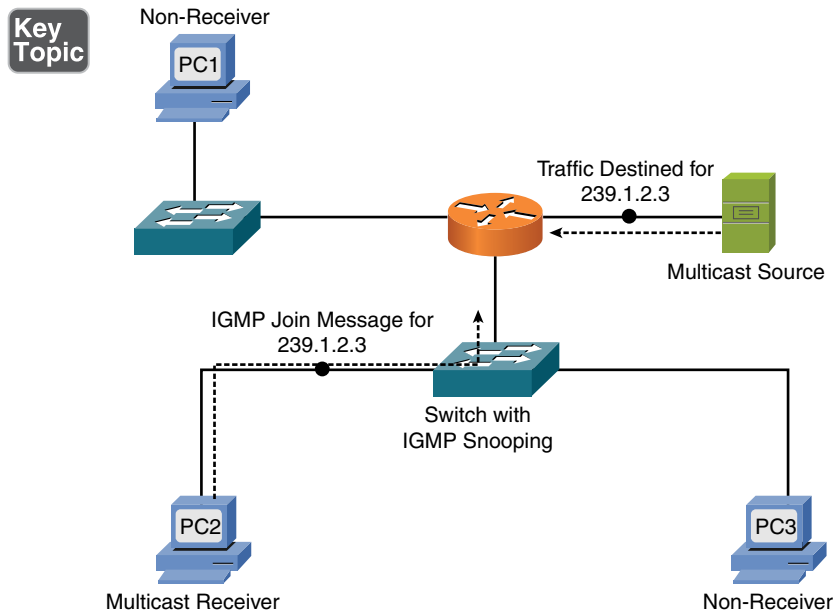 Key
Topic
Non-Receiver
PC1
Traffic Destined for
239.1.2.3
Multicast Source
IGMP Join Message for
239.1.2.3
Switch with
IGMP Snooping
PC2
PC3
Multicast Receiver
Non-Receiver